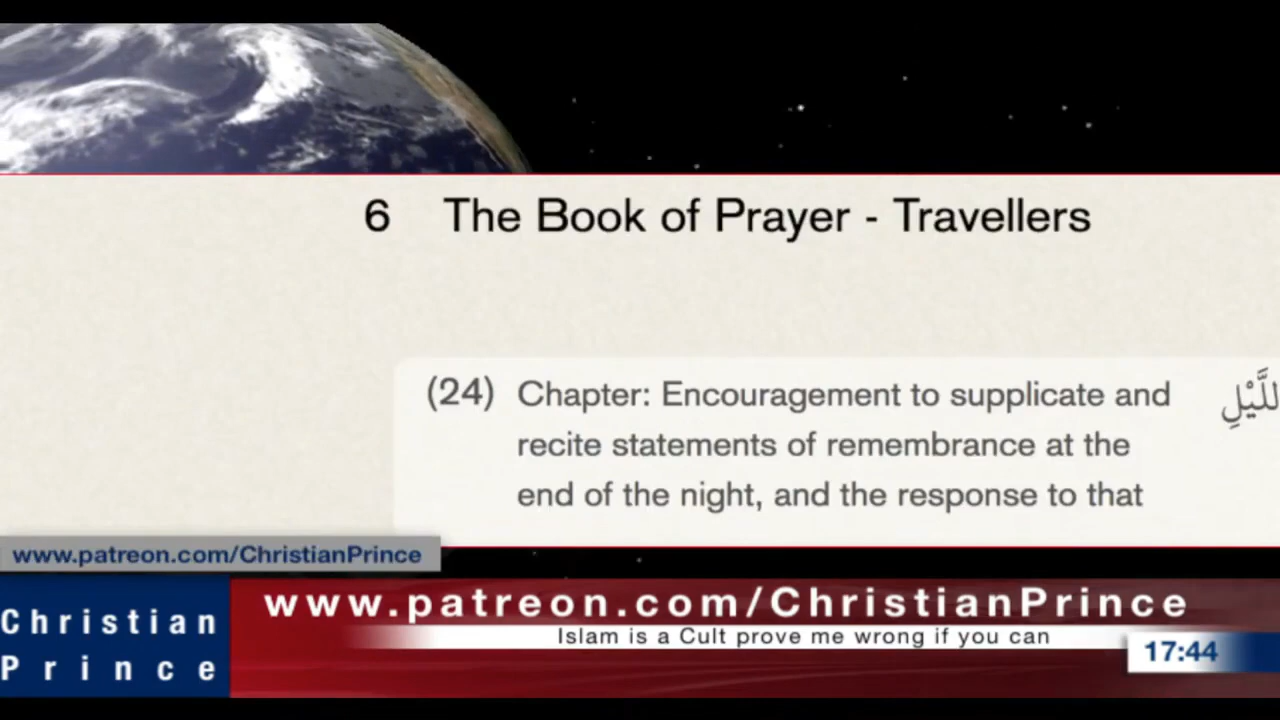 6 The Book of Prayer - Travellers
(24) Chapter: Encouragement to supplicate and
recite statements of remembrance at the
end of the night, and the response to that
www.patreon.com/ChristianPrince
Christian
Prince
www.patreon.com/ChristianPrince
Islam is a Cult prove me wrong if you can
17:44